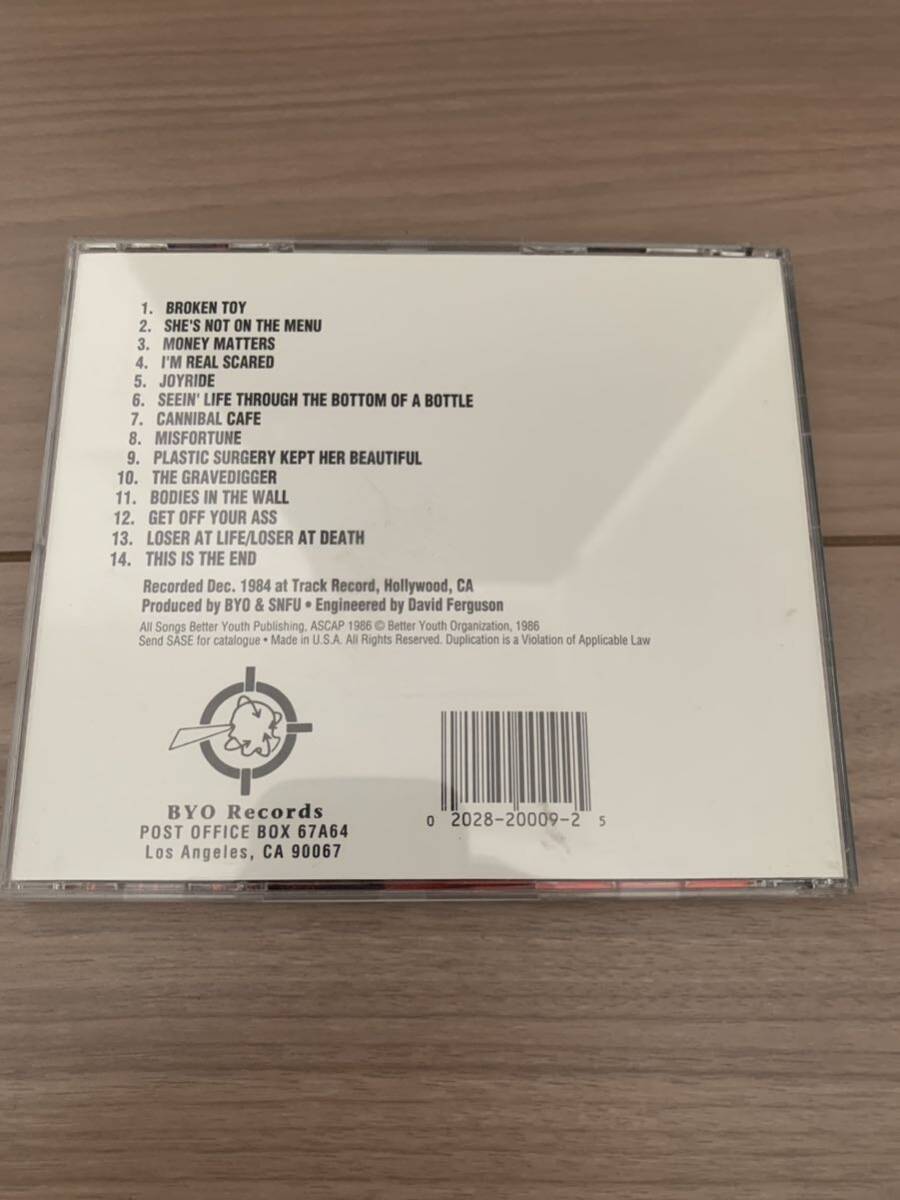 1. BROKEN TOY
2. SHE'S NOT ON THE MENU
3. MONEY MATTERS
4. I'M REAL SCARED
5. JOYRIDE
6. SEEIN' LIFE THROUGH THE BOTTOM OF A BOTTLE
7. CANNIBAL CAFE
8. MISFORTUNE
9. PLASTIC SURGERY KEPT HER BEAUTIFUL
10. THE GRAVEDIGGER
11. BODIES IN THE WALL
12. GET OFF YOUR ASS
13. LOSER AT LIFE/LOSER AT DEATH
14. THIS IS THE END
Recorded Dec. 1984 at Track Record, Hollywood, CA
Produced by BYO & SNFU • Engineered by David Ferguson
All Songs Better Youth Publishing, ASCAP 1986 © Better Youth Organization, 1986
Send SASE for catalogue • Made in U.S.A. All Rights Reserved. Duplication is a Violation of Applicable Law
BYO Records
POST OFFICE BOX 67A64
Los Angeles, CA 90067
0 2028-20009-2 5